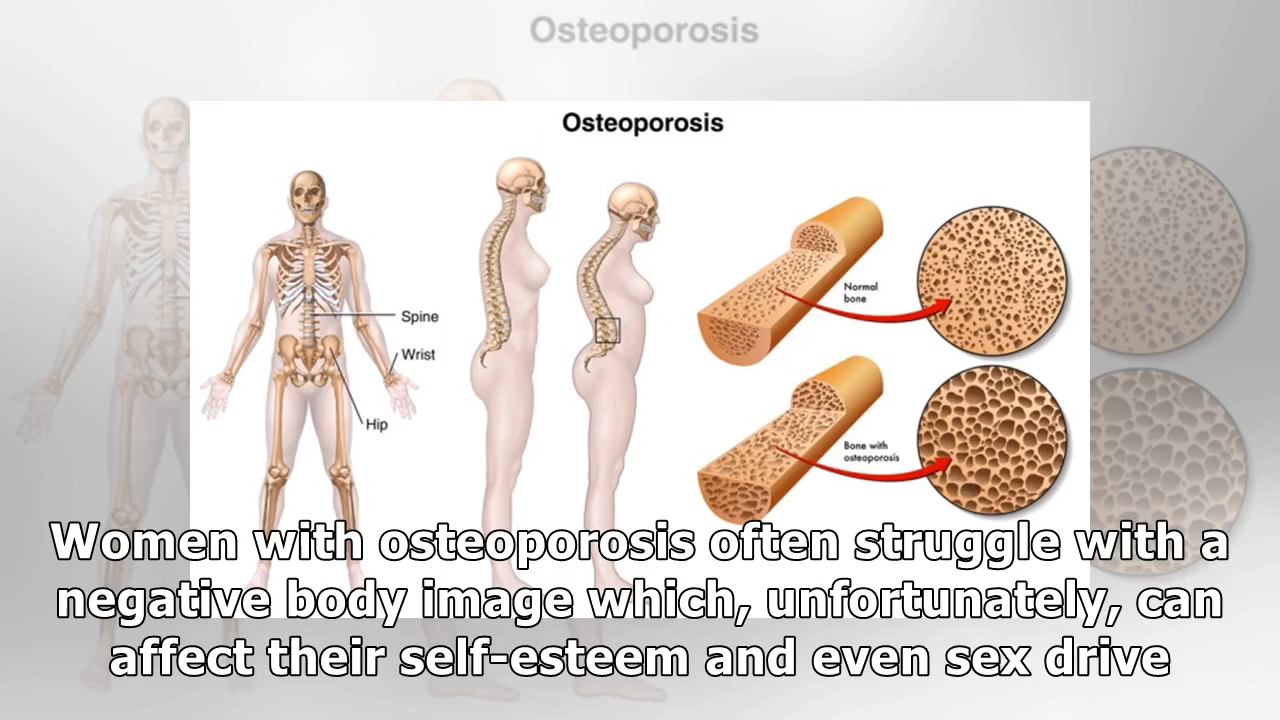 Osteoporosis
Osteoporosis
Spine
Wrist
Hip
Normal
bone
Bone with
osteoporosis
Women with osteoporosis often struggle with a
negative body image which, unfortunately, can
affect their self-esteem and even sex drive